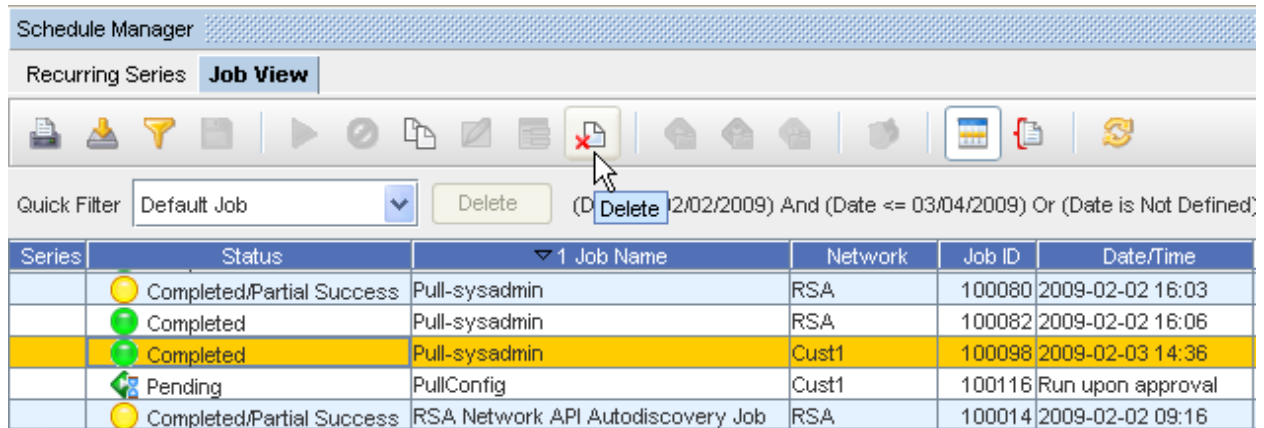 Schedule Manager
Recurring Series Job View
Quick Filter Default Job Delete (D Delete 2/02/2009) And (Date <= 03/04/2009) Or (Date is Not Defined)
Series Status 1 Job Name Network Job ID Date/Time
Completed/Partial Success Pull-sysadmin RSA 100080 2009-02-02 16:03
Completed Pull-sysadmin RSA 100082 2009-02-02 16:06
Completed Pull-sysadmin Cust1 100098 2009-02-03 14:36
Pending PullConfig Cust1 100116 Run upon approval
Completed/Partial Success RSA Network API Autodiscovery Job RSA 100014 2009-02-02 09:16